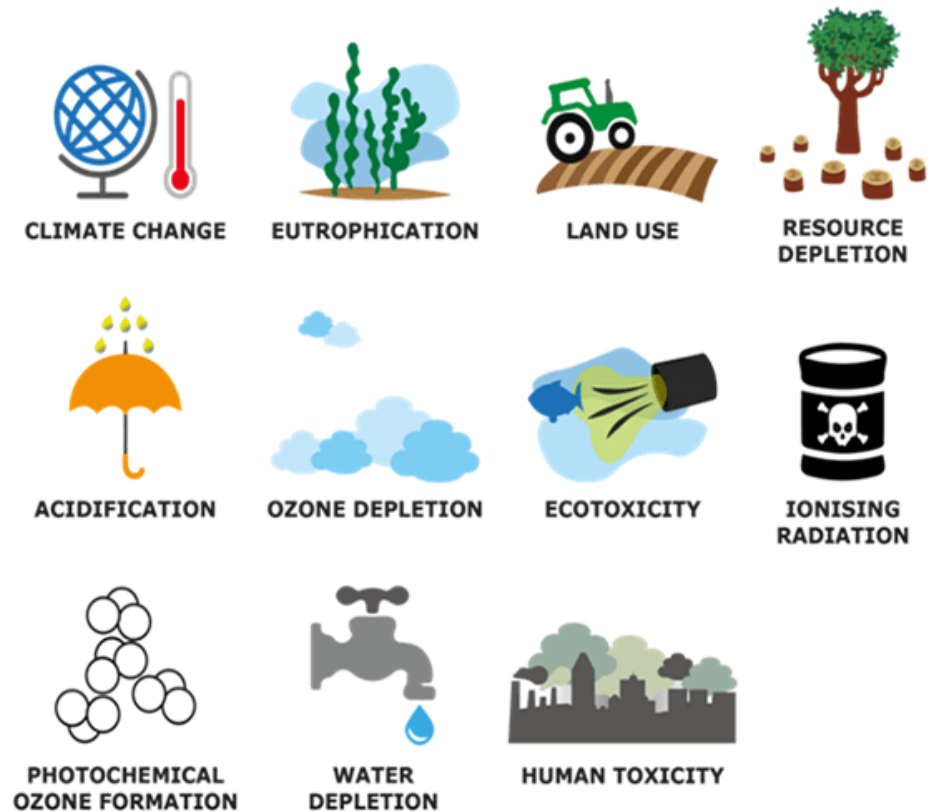 CLIMATE CHANGE
EUTROPHICATION
LAND USE
RESOURCE
DEPLETION
ACIDIFICATION
OZONE DEPLETION
ECOTOXICITY
IONISING
RADIATION
PHOTOCHEMICAL
OZONE FORMATION
WATER
DEPLETION
HUMAN TOXICITY